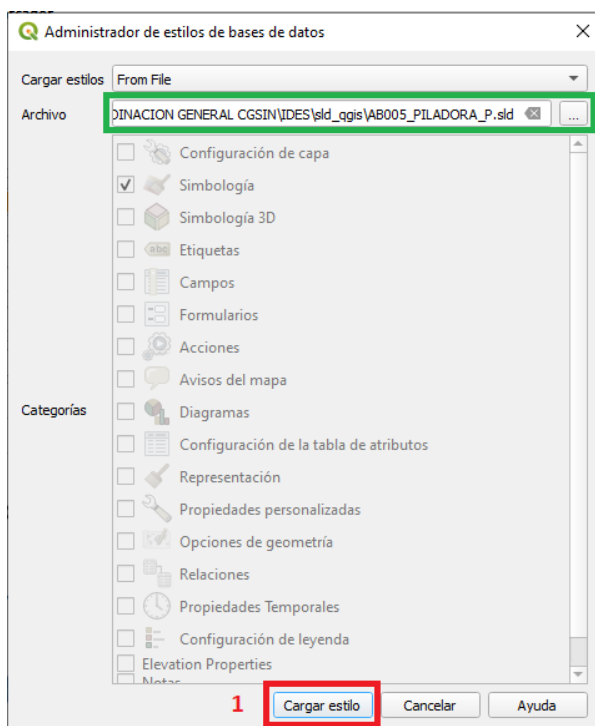 Administrador de estilos de bases de datos
Cargar estilos From File
Archivo DINACION GENERAL CGSIN\IDES\sld_qgis\AB005_PILADORA_P.sld ...
Configuración de capa
Simbología
Simbología 3D
abc Etiquetas
Campos
Formularios
Acciones
Avisos del mapa
Categorías Diagramas
Configuración de la tabla de atributos
Representación
Propiedades personalizadas
Opciones de geometría
Relaciones
Propiedades Temporales
Configuración de leyenda
Elevation Properties
Notas
1 Cargar estilo Cancelar Ayuda